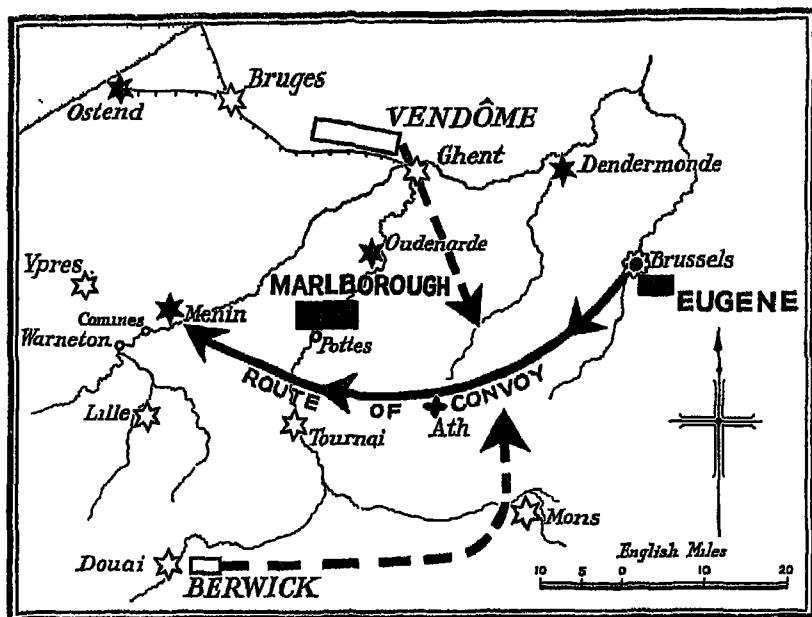 Ostend
Bruges
VENDÔME
Ghent
Dendermonde
Oudenarde
Ypres
Brussels
MARLBOROUGH
EUGENE
Menin
Comines
Warneton
Pottes
ROUTE OF CONVOY
Lille
Tournai
Ath
Mons
Douai
BERWICK
English Miles
10 5 0 10 20